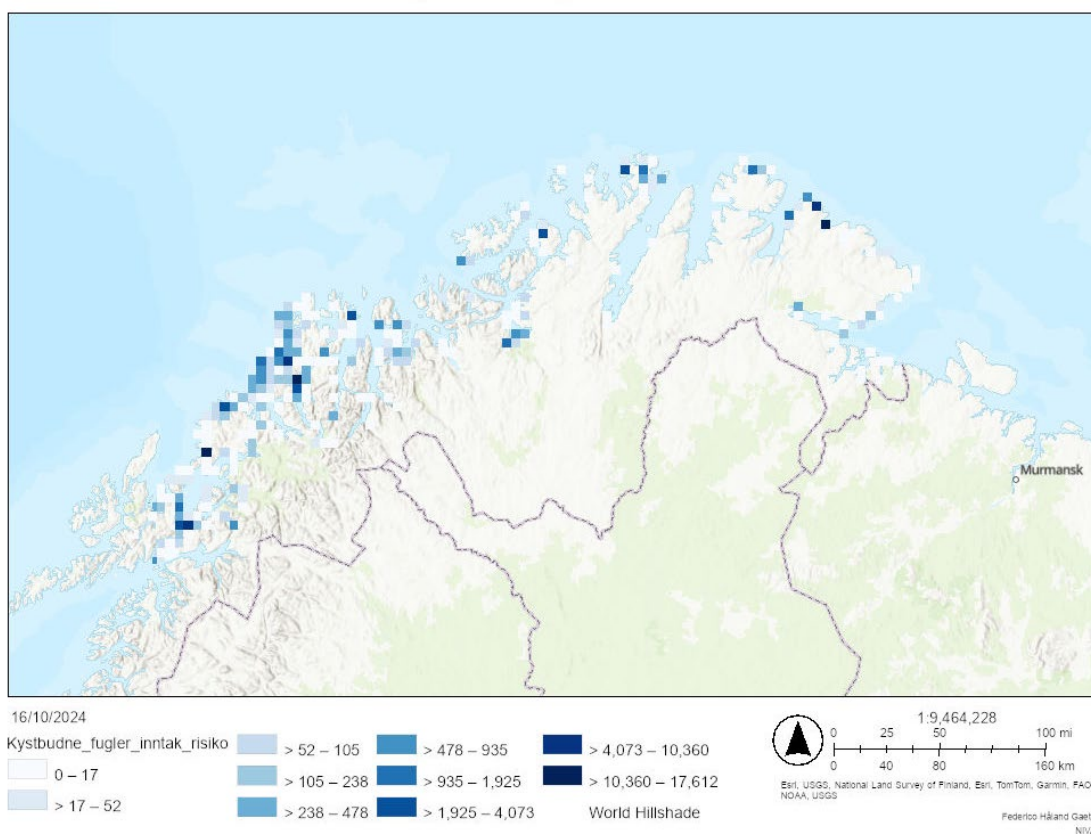 Murmansk
16/10/2024
Kystbudne_fugler_inntak_risiko
0 – 17
> 17 – 52
> 52 – 105
> 105 – 238
> 238 – 478
> 478 – 935
> 935 – 1,925
> 1,925 – 4,073
> 4,073 – 10,360
> 10,360 – 17,612
World Hillshade
1:9,464,228
0 25 50 100 mi
0 40 80 160 km
Esri, USGS, National Land Survey of Finland, Esri, TomTom, Garmin, FAO,
NOAA, USGS
Federico Håland